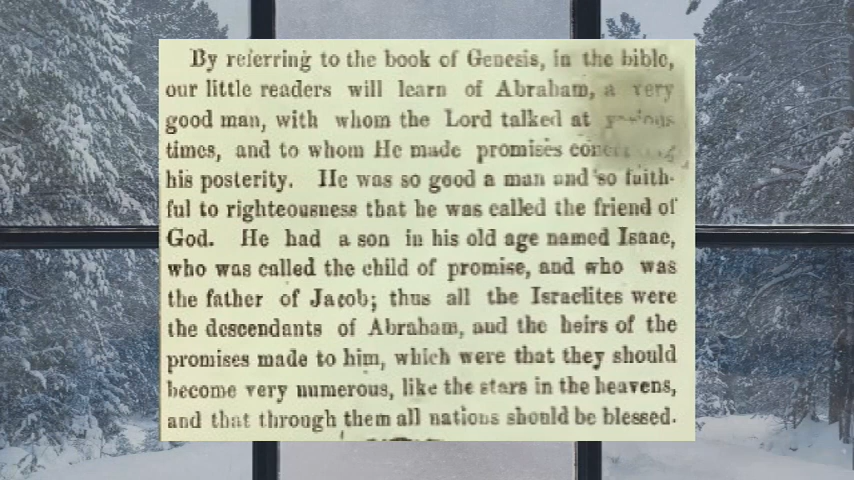 By referring to the book of Genesis, in the bible,
our little readers will learn of Abraham, a very
good man, with whom the Lord talked at
times, and to whom He made promises
his posterity. He was so good a man and so faith-
ful to righteousness that he was called the friend of
God. He had a son in his old age named Isaac,
who was called the child of promise, and who was
the father of Jacob; thus all the Israelites were
the descendants of Abraham, and the heirs of the
promises made to him, which were that they should
become very numerous, like the stars in the heavens,
and that through them all nations should be blessed.